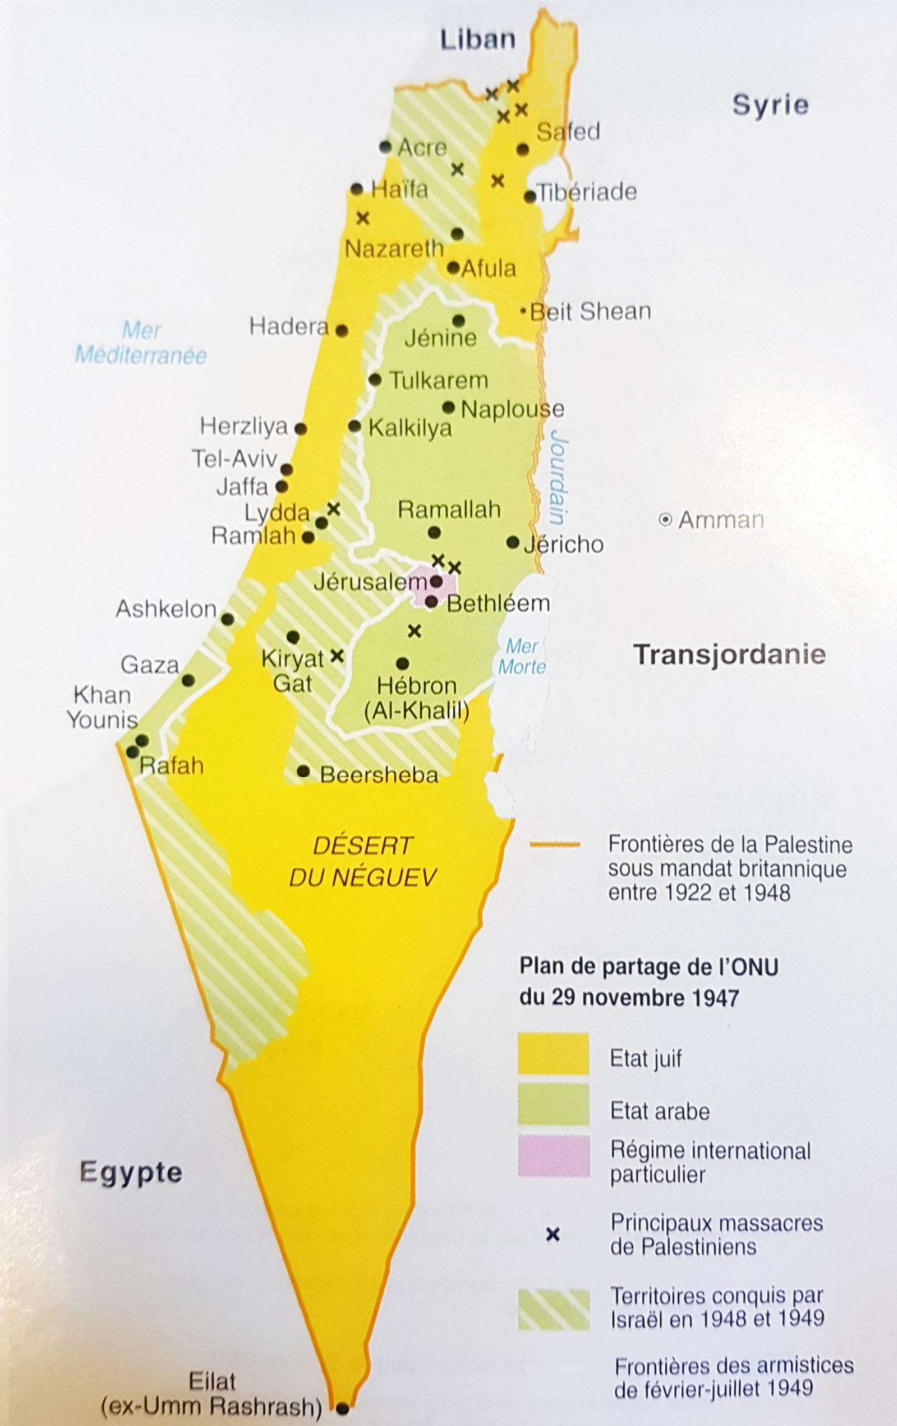 Liban
Syrie
Safed
Acre
Haïfa
Tibériade
Nazareth
Afula
Beit Shean
Hadera
Mer
Méditerranée
Jénine
Tulkarem
Naplouse
Herzliya
Kalkilya
Jourdain
Tel-Aviv
Jaffa
Lydda
Ramallah
Amman
Ramlah
Jéricho
Jérusalem
Bethléem
Ashkelon
Mer
Morte
Transjordanie
Gaza
Kiryat
Gat
Hébron
(Al-Khalil)
Khan
Younis
Rafah
Beersheba
DÉSERT
DU NÉGUEV
Frontières de la Palestine
sous mandat britannique
entre 1922 et 1948
Plan de partage de l'ONU
du 29 novembre 1947
Etat juif
Etat arabe
Régime international
particulier
Egypte
Principaux massacres
de Palestiniens
Territoires conquis par
Israël en 1948 et 1949
Frontières des armistices
de février-juillet 1949
Eilat
(ex-Umm Rashrash)